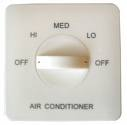 MED
HI LO
OFF OFF
AIR CONDITIONER